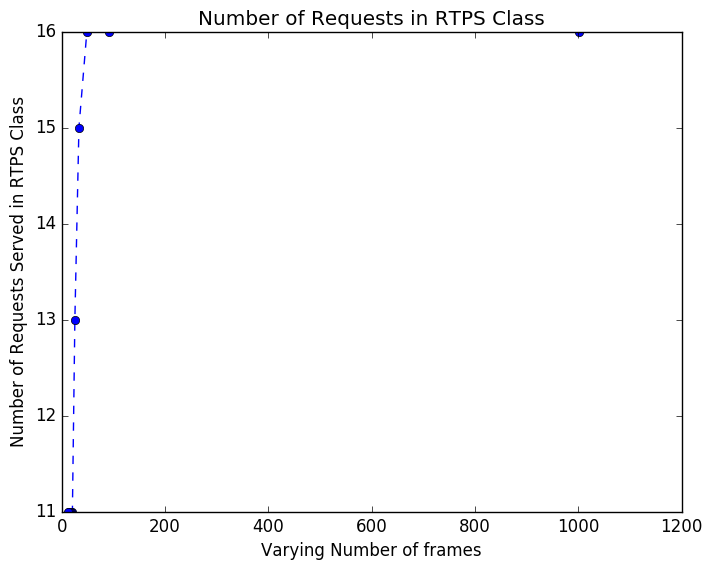 Number of Requests in RTPS Class
16
15
14
13
12
11
Number of Requests Served in RTPS Class
0 200 400 600 800 1000 1200
Varying Number of frames